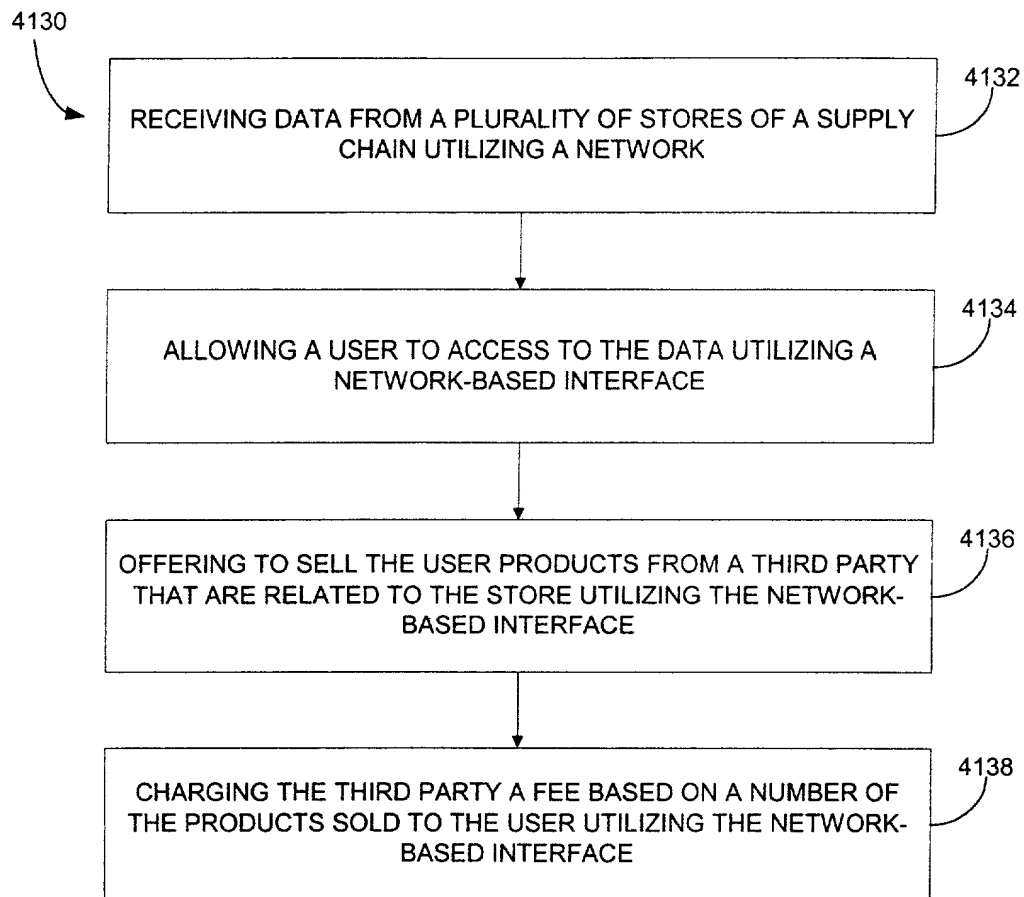 4130
4132
RECEIVING DATA FROM A PLURALITY OF STORES OF A SUPPLY
CHAIN UTILIZING A NETWORK
4134
ALLOWING A USER TO ACCESS TO THE DATA UTILIZING A
NETWORK-BASED INTERFACE
4136
OFFERING TO SELL THE USER PRODUCTS FROM A THIRD PARTY
THAT ARE RELATED TO THE STORE UTILIZING THE NETWORK-
BASED INTERFACE
4138
CHARGING THE THIRD PARTY A FEE BASED ON A NUMBER OF
THE PRODUCTS SOLD TO THE USER UTILIZING THE NETWORK-
BASED INTERFACE